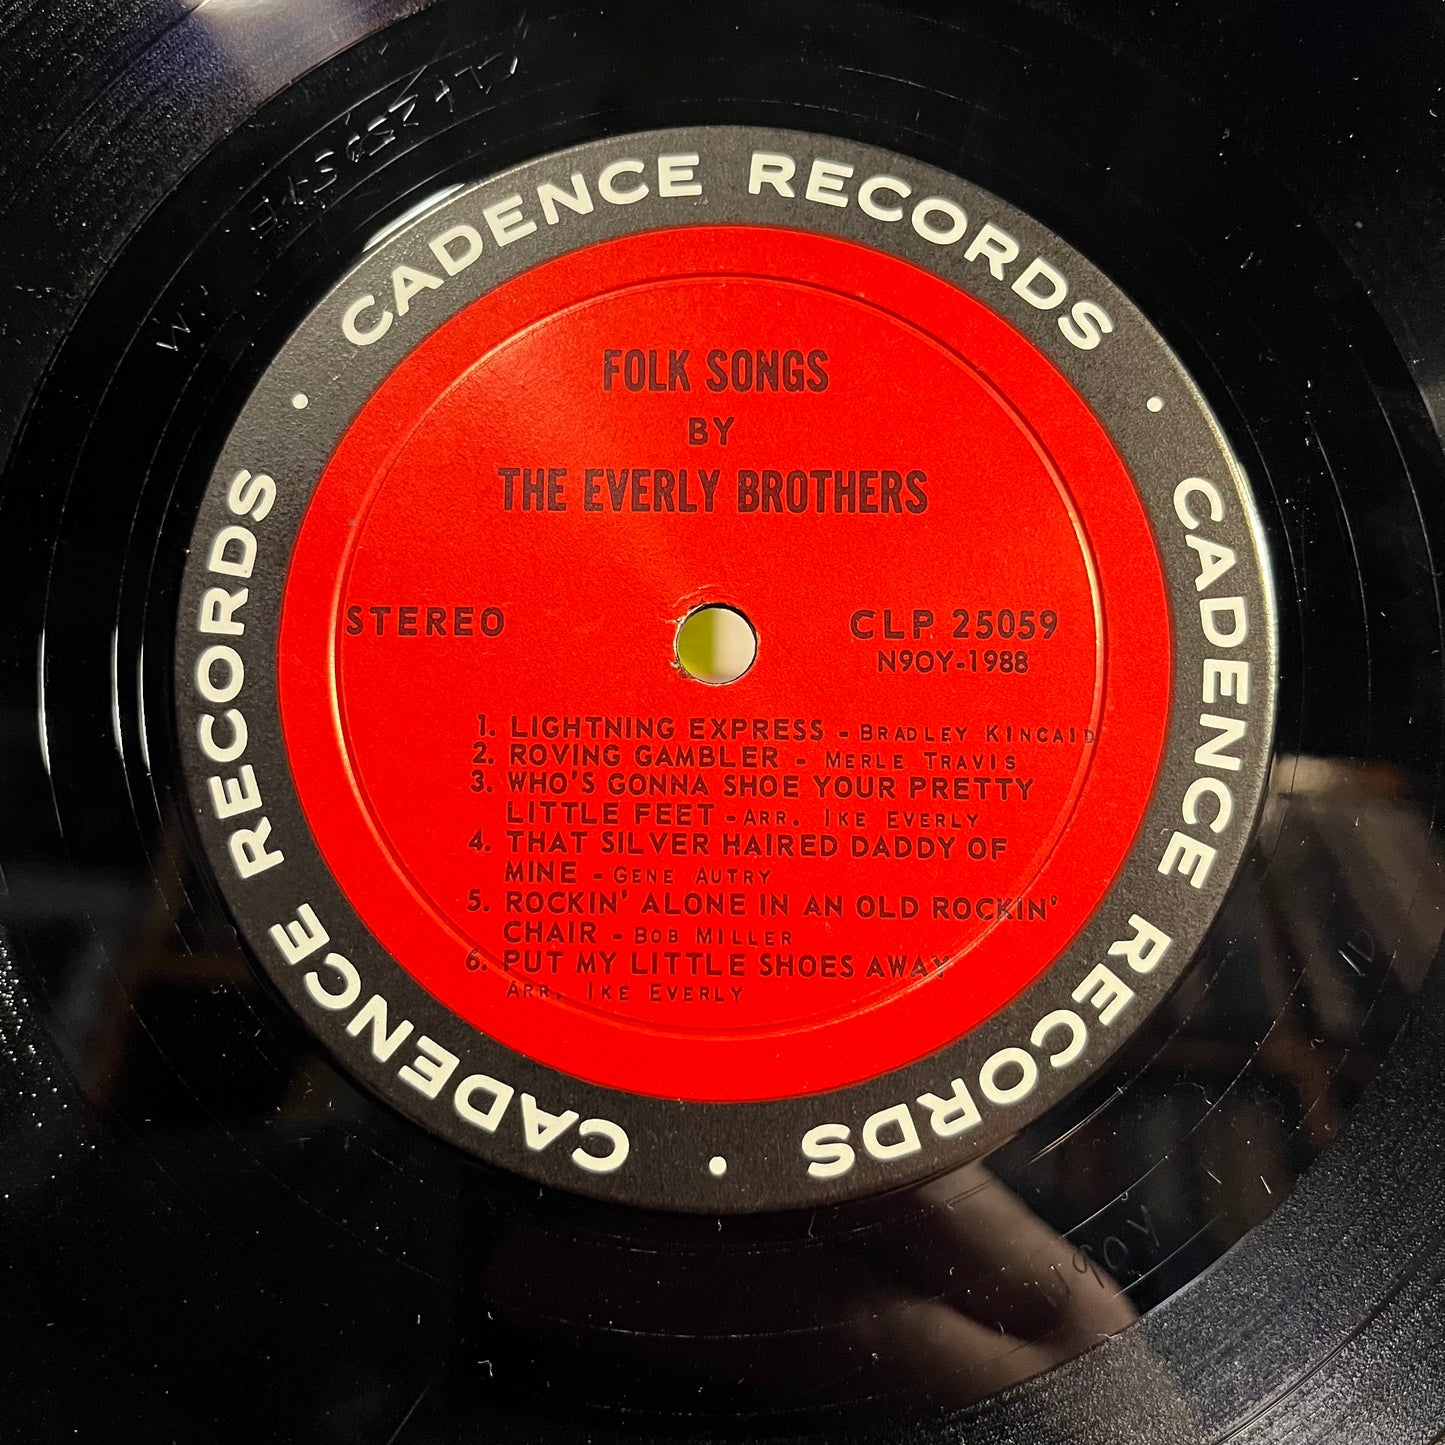 CADENCE RECORDS · CADENCE RECORDS · CADENCE RECORDS ·
FOLK SONGS
BY
THE EVERLY BROTHERS
STEREO
CLP 25059
N9OY-1988
1. LIGHTNING EXPRESS - BRADLEY KINCAID
2. ROVING GAMBLER - MERLE TRAVIS
3. WHO'S GONNA SHOE YOUR PRETTY
LITTLE FEET - ARR. IKE EVERLY
4. THAT SILVER HAIRED DADDY OF
MINE - GENE AUTRY
5. ROCKIN' ALONE IN AN OLD ROCKIN'
CHAIR - BOB MILLER
6. PUT MY LITTLE SHOES AWAY
ARR. IKE EVERLY